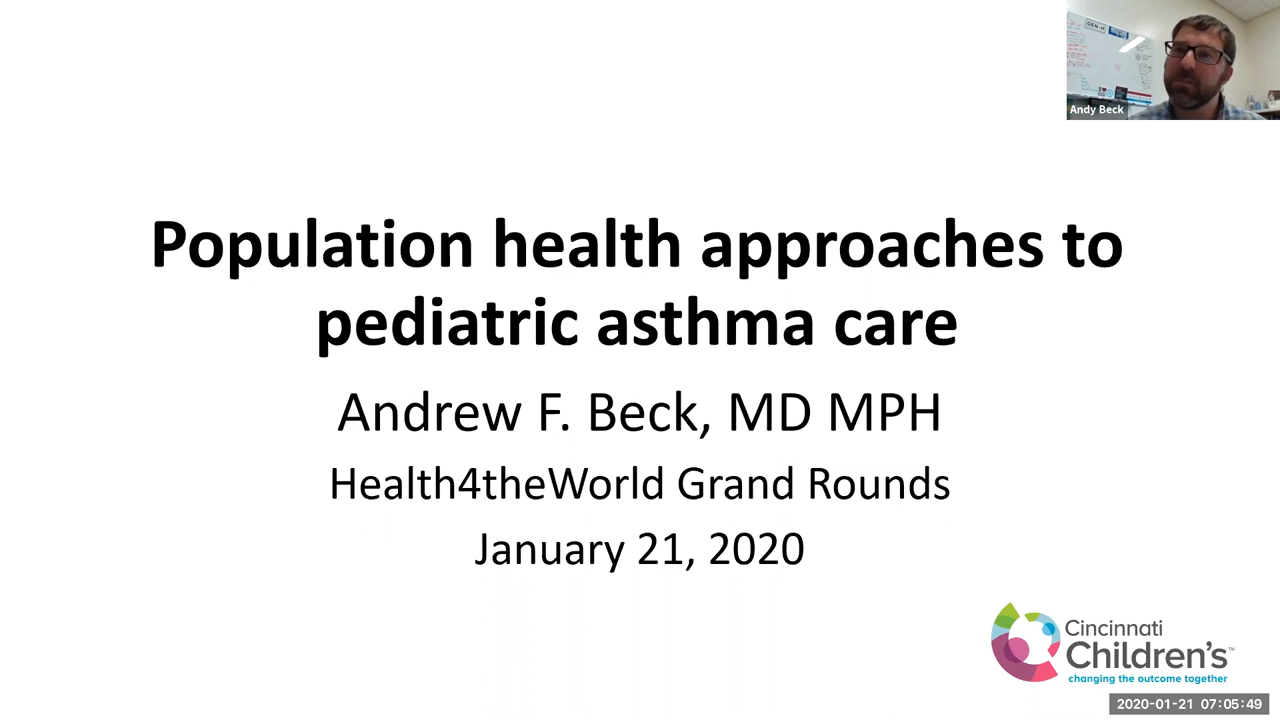 Andy Beck
Population health approaches to
pediatric asthma care
Andrew F. Beck, MD MPH
Health4theWorld Grand Rounds
January 21, 2020
Cincinnati
Children's™
changing the outcome together
2020-01-21 07:05:49